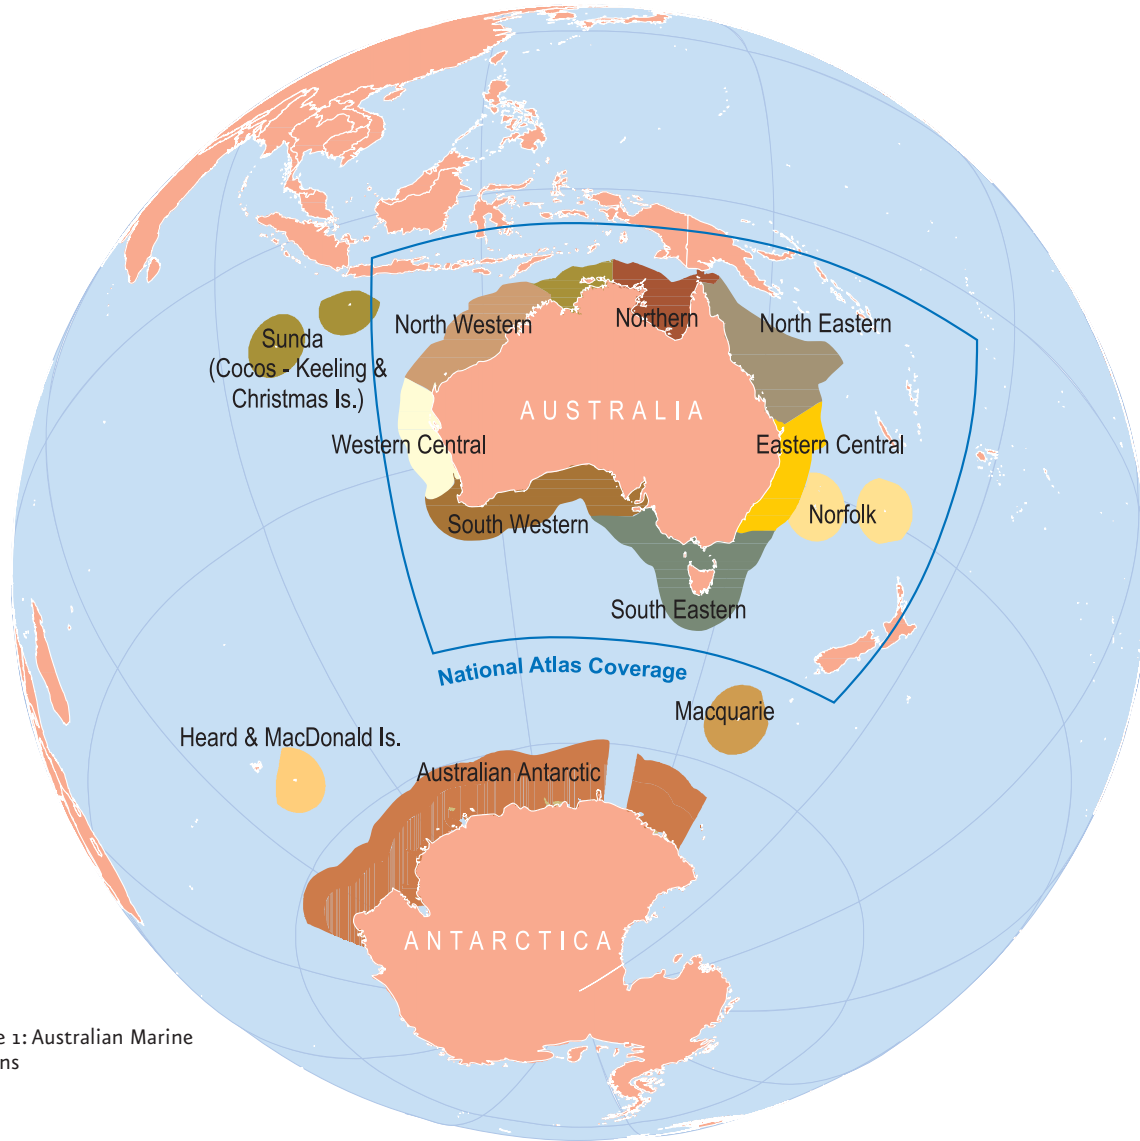 North Western
Northern
North Eastern
Sunda
(Cocos - Keeling &
Christmas Is.)
AUSTRALIA
Western Central
Eastern Central
South Western
Norfolk
South Eastern
National Atlas Coverage
Macquarie
Heard & MacDonald Is.
Australian Antarctic
ANTARCTICA
e 1: Australian Marine
ns